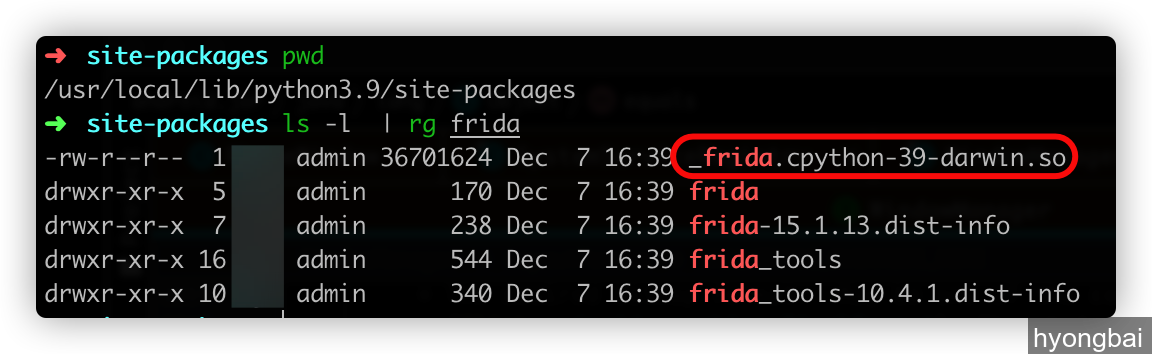 ➜ site-packages pwd
/usr/local/lib/python3.9/site-packages
➜ site-packages ls -l | rg frida
-rw-r--r-- 1 admin 36701624 Dec 7 16:39 _frida.cpython-39-darwin.so
drwxr-xr-x 5 admin 170 Dec 7 16:39 frida
drwxr-xr-x 7 admin 238 Dec 7 16:39 frida-15.1.13.dist-info
drwxr-xr-x 16 admin 544 Dec 7 16:39 frida_tools
drwxr-xr-x 10 admin 340 Dec 7 16:39 frida_tools-10.4.1.dist-info
hyongbai